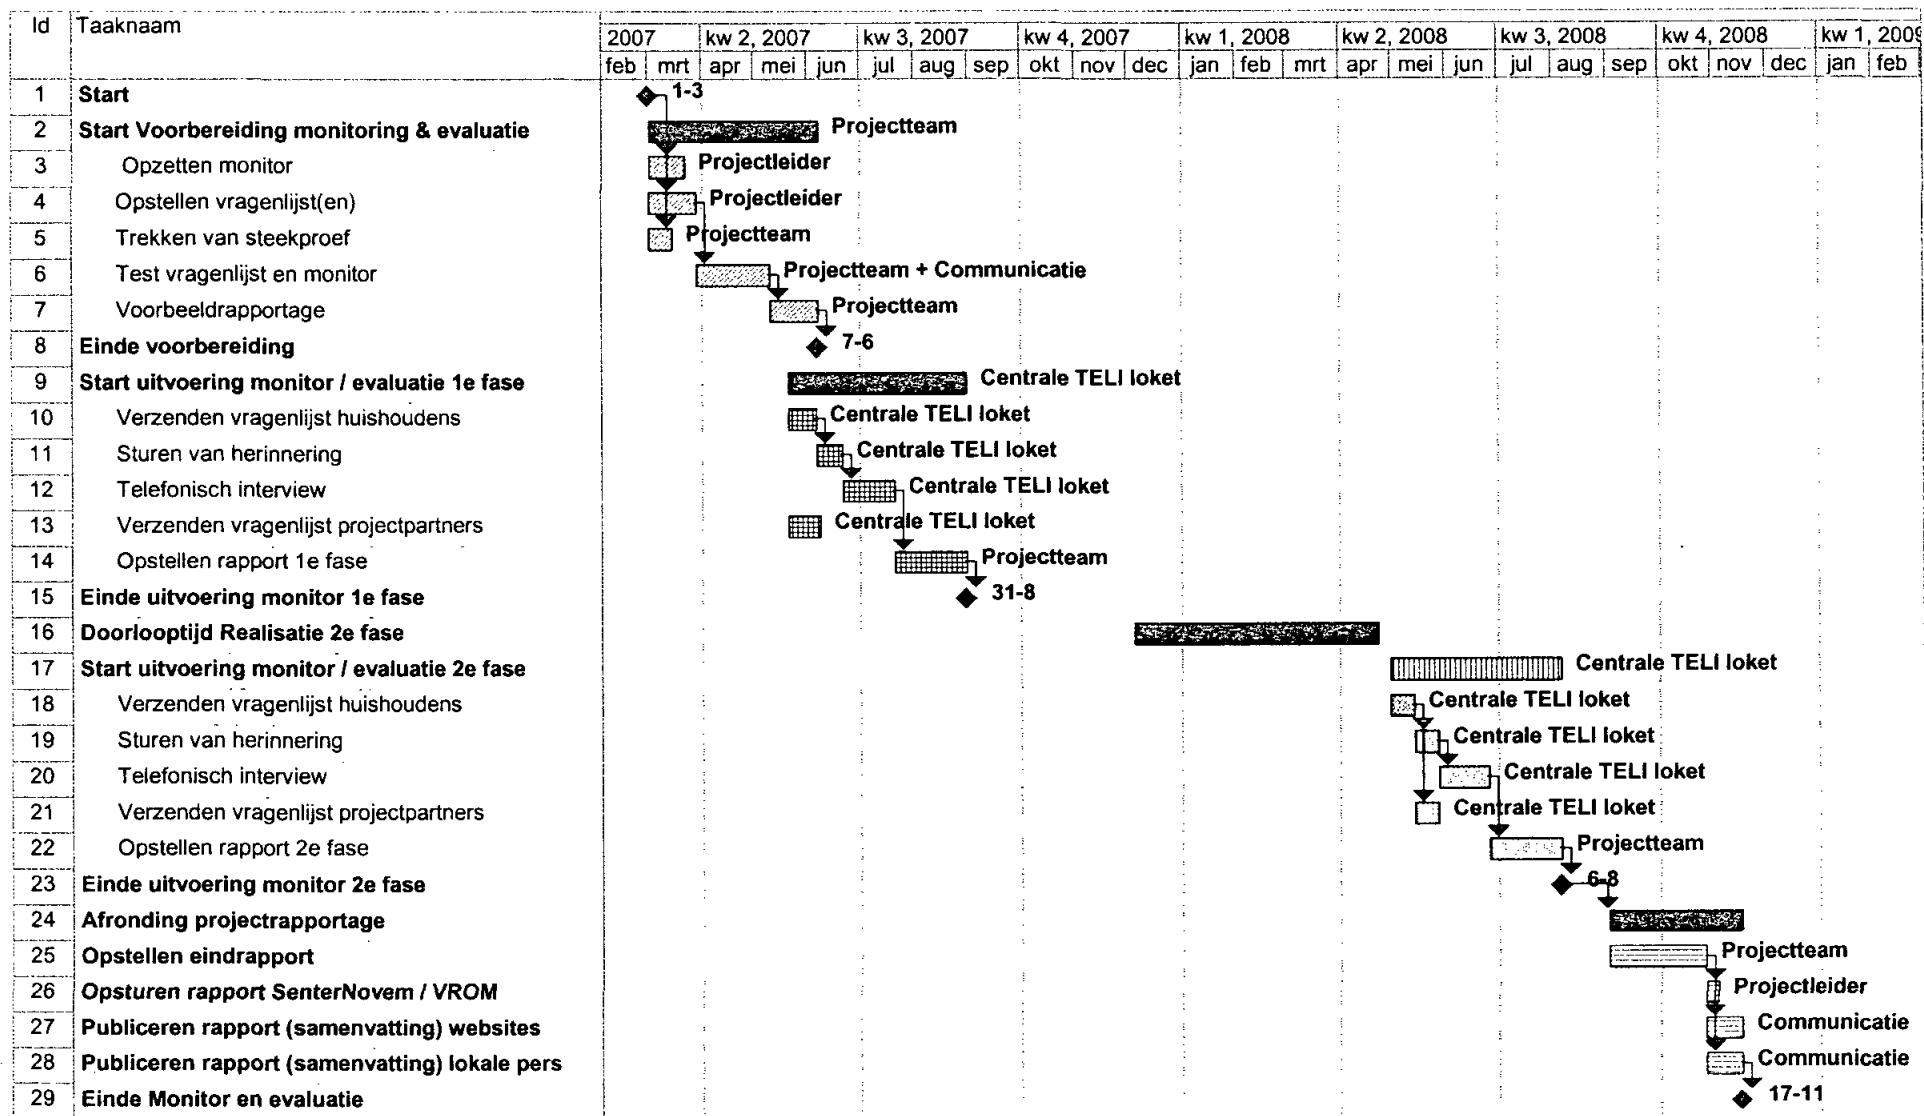 Id Taaknaam
2007 kw 2, 2007 kw 3, 2007 kw 4, 2007 kw 1, 2008 kw 2, 2008 kw 3, 2008 kw 4, 2008 kw 1, 2009
feb mrt apr mei jun jul aug sep okt nov dec jan feb mrt apr mei jun jul aug sep okt nov dec jan feb
1 Start 1-3
2 Start Voorbereiding monitoring & evaluatie Projectteam
3 Opzetten monitor Projectleider
4 Opstellen vragenlijst(en) Projectleider
5 Trekken van steekproef Projectteam
6 Test vragenlijst en monitor Projectteam + Communicatie
7 Voorbeeldrapportage Projectteam
8 Einde voorbereiding 7-6
9 Start uitvoering monitor / evaluatie 1e fase Centrale TELI loket
10 Verzenden vragenlijst huishoudens Centrale TELI loket
11 Sturen van herinnering Centrale TELI loket
12 Telefonisch interview Centrale TELI loket
13 Verzenden vragenlijst projectpartners Centrale TELI loket
14 Opstellen rapport 1e fase Projectteam
15 Einde uitvoering monitor 1e fase 31-8
16 Doorlooptijd Realisatie 2e fase
17 Start uitvoering monitor / evaluatie 2e fase Centrale TELI loket
18 Verzenden vragenlijst huishoudens Centrale TELI loket
19 Sturen van herinnering Centrale TELI loket
20 Telefonisch interview Centrale TELI loket
21 Verzenden vragenlijst projectpartners Centrale TELI loket
22 Opstellen rapport 2e fase Projectteam
23 Einde uitvoering monitor 2e fase 6-8
24 Afronding projectrapportage
25 Opstellen eindrapport Projectteam
26 Opsturen rapport SenterNovem / VROM Projectleider
27 Publiceren rapport (samenvatting) websites Communicatie
28 Publiceren rapport (samenvatting) lokale pers Communicatie
29 Einde Monitor en evaluatie 17-11